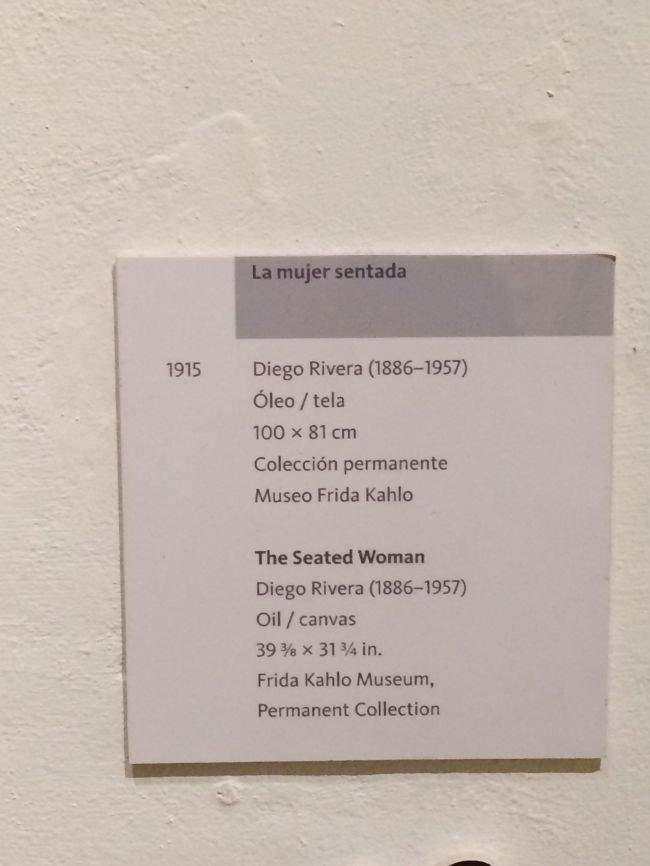 La mujer sentada
1915 Diego Rivera (1886–1957)
Óleo / tela
100 × 81 cm
Colección permanente
Museo Frida Kahlo
The Seated Woman
Diego Rivera (1886–1957)
Oil / canvas
39 ⅜ × 31 ¾ in.
Frida Kahlo Museum,
Permanent Collection